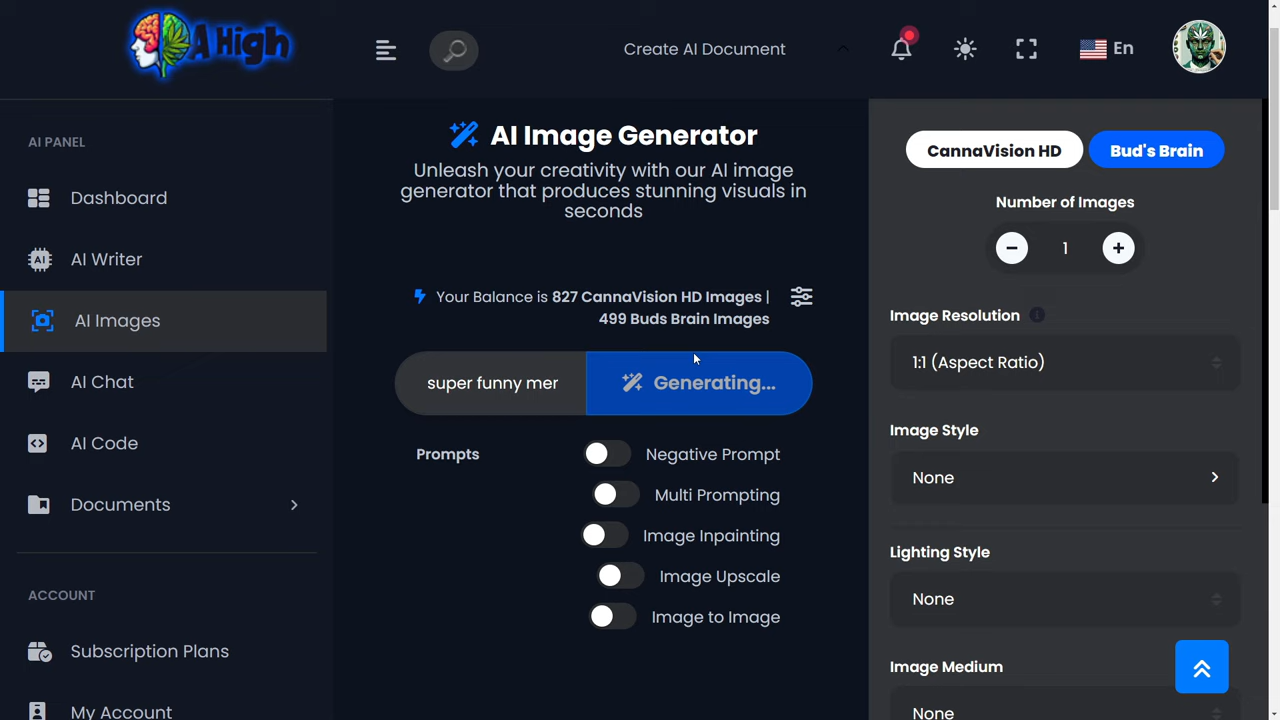 A High
Create AI Document
En
AI PANEL
Dashboard
AI Writer
AI Images
AI Chat
AI Code
Documents
ACCOUNT
Subscription Plans
My Account
AI Image Generator
Unleash your creativity with our AI image
generator that produces stunning visuals in
seconds
Your Balance is 827 CannaVision HD Images |
499 Buds Brain Images
super funny mer
Generating...
Prompts
Negative Prompt
Multi Prompting
Image Inpainting
Image Upscale
Image to Image
CannaVision HD
Bud's Brain
Number of Images
1
Image Resolution
1:1 (Aspect Ratio)
Image Style
None
Lighting Style
None
Image Medium
None